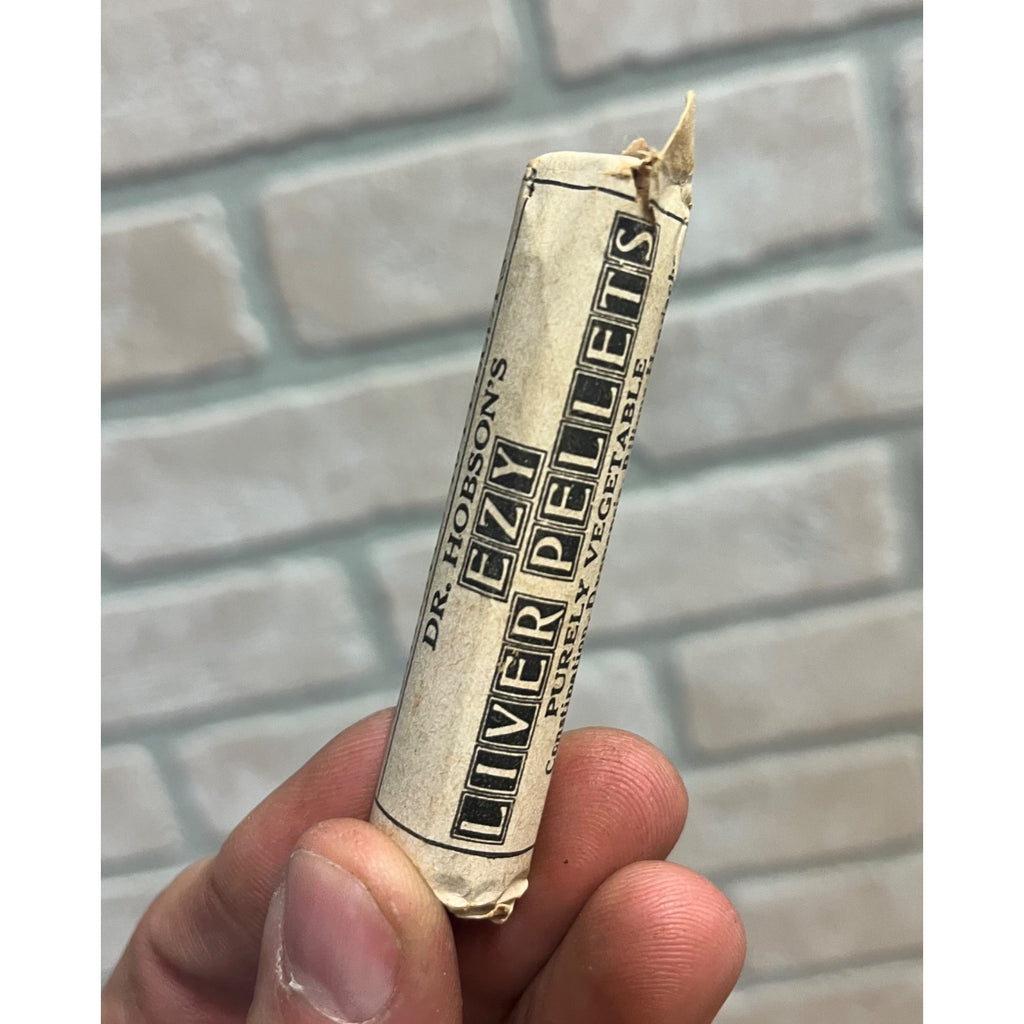 DR. HOBSON'S
EZY
LIVER PELLETS
PURELY VEGETABLE